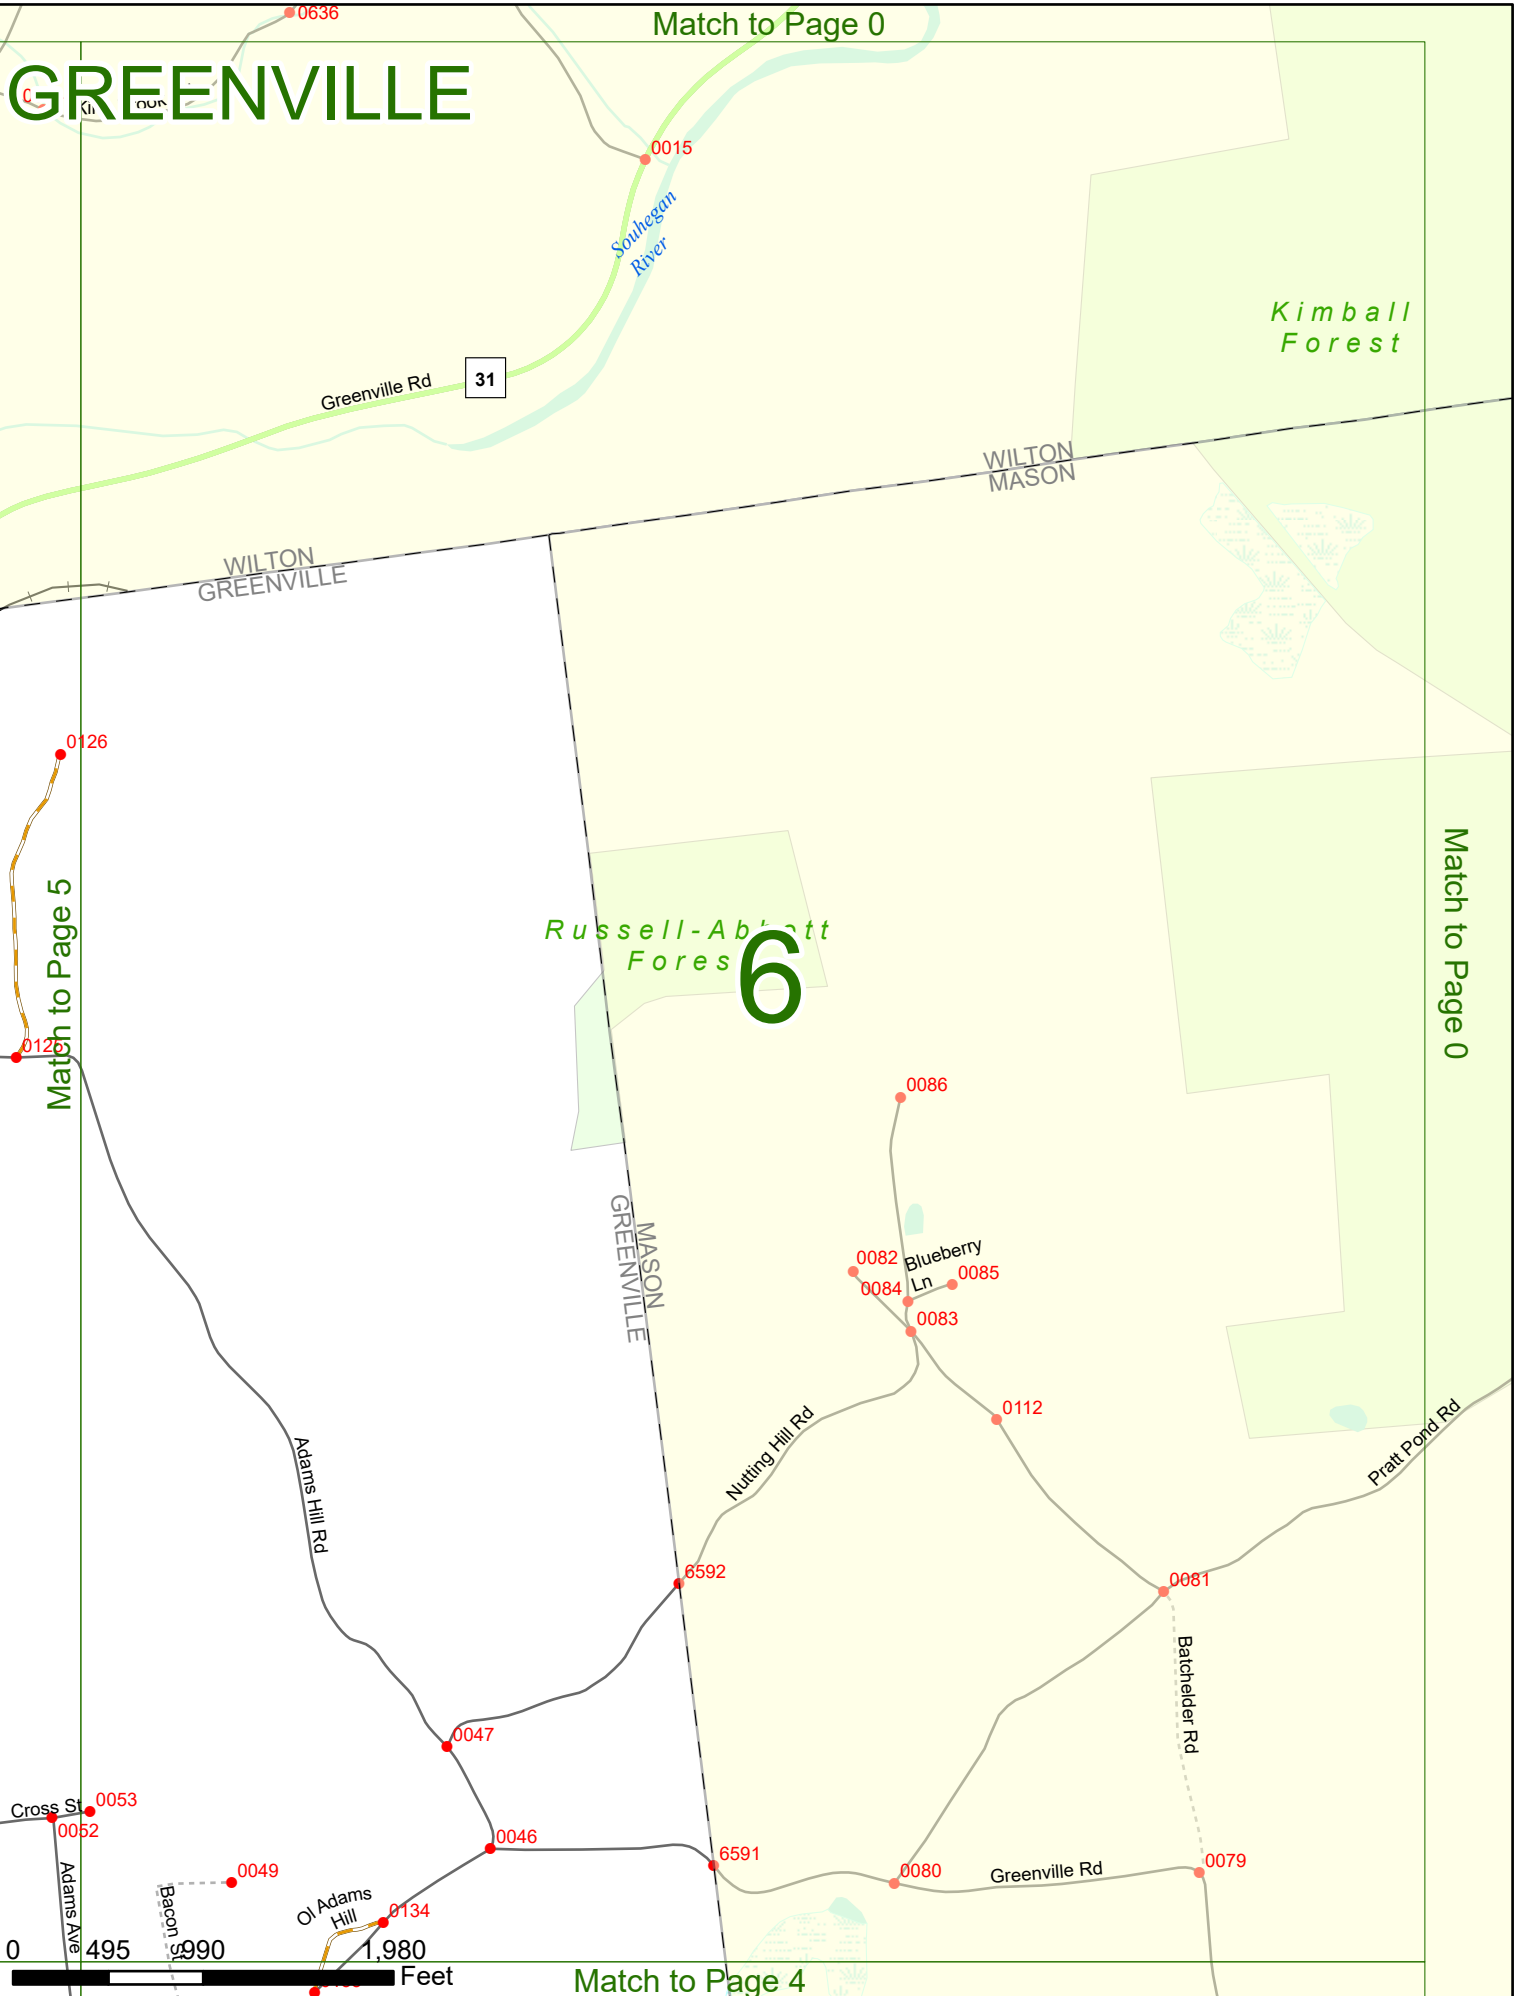 0636
Match to Page 0
GREENVILLE
0015
Souhegan
River
Kimball
Forest
31
Greenville Rd
WILTON
MASON
WILTON
GREENVILLE
0126
Match to Page 5
Match to Page 0
Russell-Abbott
Fores
6
0125
0086
MASON
GREENVILLE
0082
Blueberry
Ln
0085
0084
0083
0112
Nutting Hill Rd
Pratt Pond Rd
Adams Hill Rd
6592
0081
Batchelder Rd
0047
Cross St
0053
0052
0046
6591
0080
Greenville Rd
0079
0049
Adams Ave
Bacon St
Ol Adams
Hill
0134
0 495 990 1,980
Feet
Match to Page 4